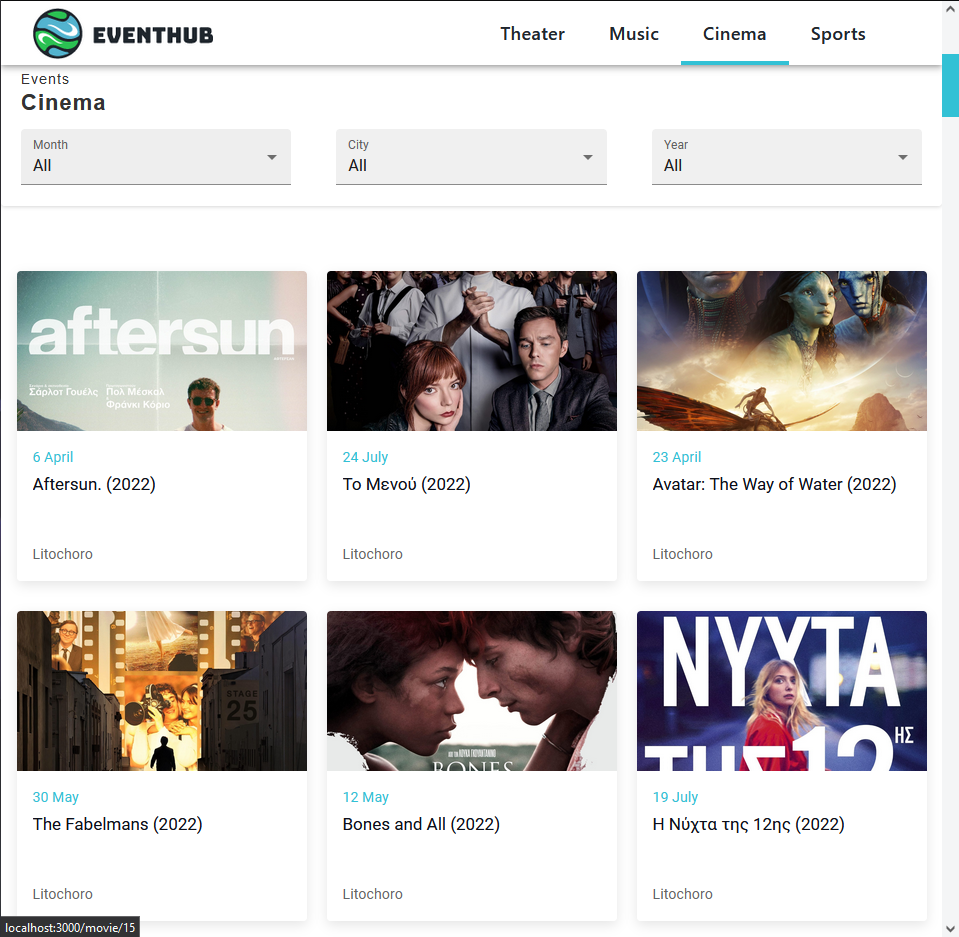 EVENTHUB
Theater
Music
Cinema
Sports
Events
Cinema
Month
All
City
All
Year
All
aftersun
Σάρλοτ Γουέλς
Πολ Μέσκαλ
Φράνκι Κόριο
6 April
Aftersun. (2022)
Litochoro
24 July
Το Μενού (2022)
Litochoro
23 April
Avatar: The Way of Water (2022)
Litochoro
STAGE
25
30 May
The Fabelmans (2022)
Litochoro
BONES
12 May
Bones and All (2022)
Litochoro
ΝΥΧΤΑ
ΤΗΣ 12ΗΣ
19 July
Η Νύχτα της 12ης (2022)
Litochoro
localhost:3000/movie/15